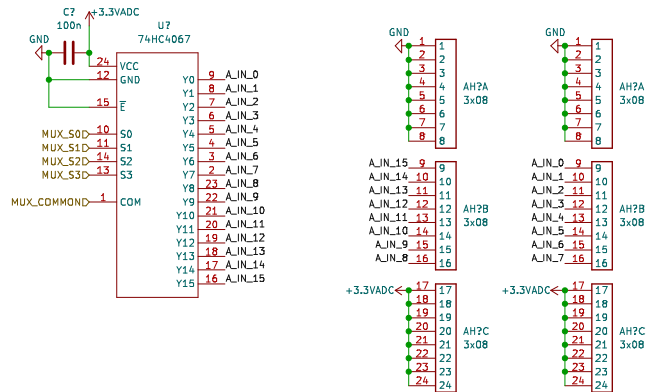 C?
100n
+3.3VADC
GND
U?
74HC4067
24 VCC
12 GND
15 E
10 S0
11 S1
14 S2
13 S3
1 COM
MUX_S0
MUX_S1
MUX_S2
MUX_S3
MUX_COMMON
Y0 9 A_IN_0
Y1 8 A_IN_1
Y2 7 A_IN_2
Y3 6 A_IN_3
Y4 5 A_IN_4
Y5 4 A_IN_5
Y6 3 A_IN_6
Y7 2 A_IN_7
Y8 23 A_IN_8
Y9 22 A_IN_9
Y10 21 A_IN_10
Y11 20 A_IN_11
Y12 19 A_IN_12
Y13 18 A_IN_13
Y14 17 A_IN_14
Y15 16 A_IN_15
GND
1 1
2 2
3 3
4 4
5 5
6 6
7 7
8 8
AH?A
3x08
A_IN_15 9 9
A_IN_14 10 10
A_IN_13 11 11
A_IN_12 12 12
A_IN_11 13 13
A_IN_10 14 14
A_IN_9 15 15
A_IN_8 16 16
AH?B
3x08
+3.3VADC
17 17
18 18
19 19
20 20
21 21
22 22
23 23
24 24
AH?C
3x08
GND
1 1
2 2
3 3
4 4
5 5
6 6
7 7
8 8
AH?A
3x08
A_IN_0 9 9
A_IN_1 10 10
A_IN_2 11 11
A_IN_3 12 12
A_IN_4 13 13
A_IN_5 14 14
A_IN_6 15 15
A_IN_7 16 16
AH?B
3x08
+3.3VADC
17 17
18 18
19 19
20 20
21 21
22 22
23 23
24 24
AH?C
3x08